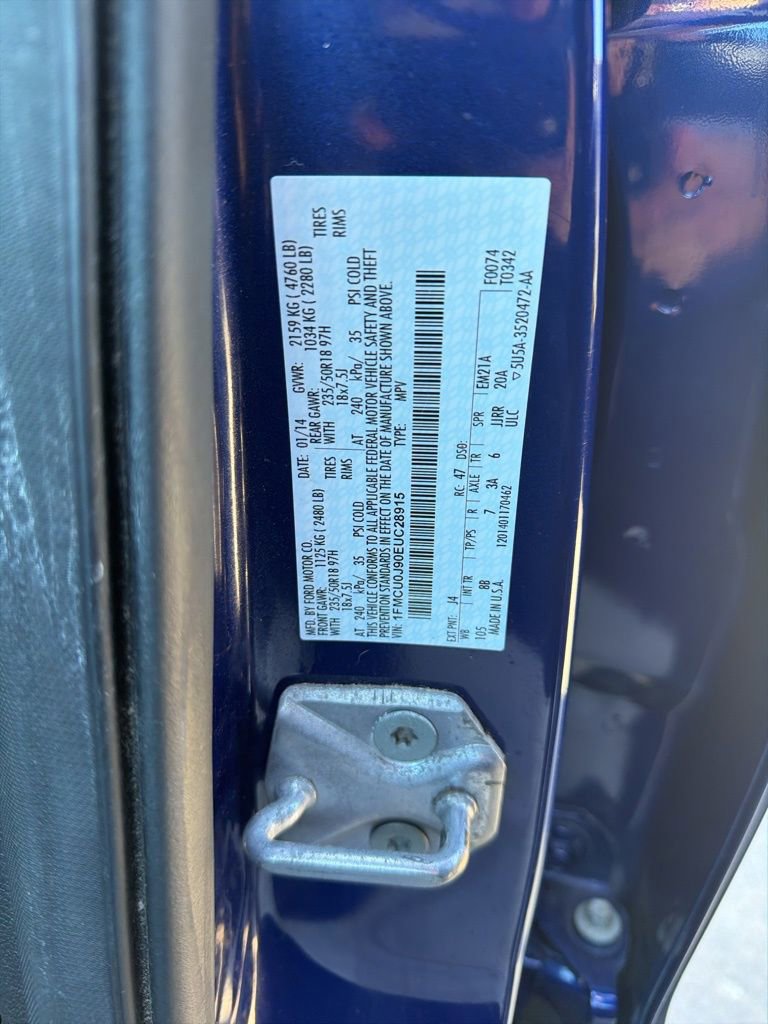 MFD. BY FORD MOTOR CO. DATE: 01/14 GVWR: 2159 KG ( 4760 LB)
FRONT GAWR: 1125 KG ( 2480 LB) REAR GAWR: 1034 KG ( 2280 LB)
WITH 235/50R18 97H WITH 235/50R18 97H TIRES
18x7.5J RIMS 18x7.5J RIMS
AT 240 kPa/ 35 PSI COLD AT 240 kPa/ 35 PSI COLD
THIS VEHICLE CONFORMS TO ALL APPLICABLE FEDERAL MOTOR VEHICLE SAFETY AND THEFT
PREVENTION STANDARDS IN EFFECT ON THE DATE OF MANUFACTURE SHOWN ABOVE.
VIN: 1FMCU0J90EUC28915 TYPE: MPV
EXT PNT: J4 RC: 47 DSO: F0074
WB INT TR TP/PS R AXLE TR SPR EM21A T0342
105 8B 7 3A 6 JJRR 20A
MADE IN U.S.A. 1201401170462 ULC ▽5U5A-3520472-AA